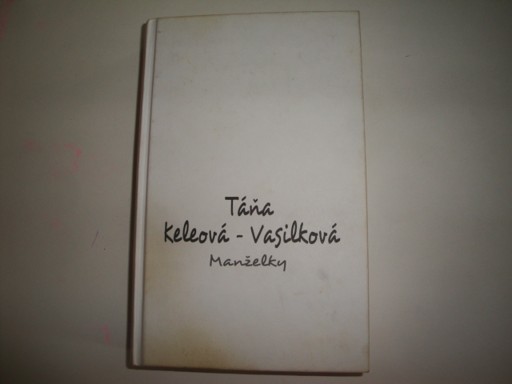 Táňa
Keleová - Vasilková
Manželky